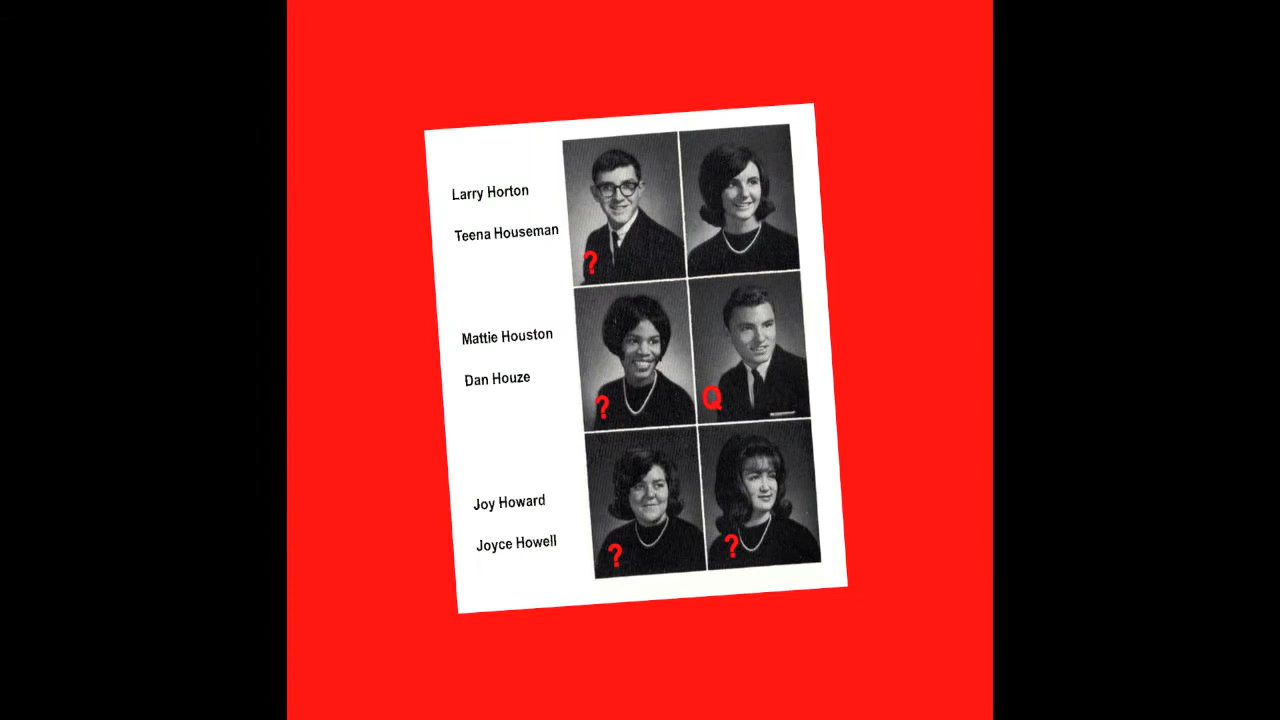 Larry Horton
Teena Houseman
?
Mattie Houston
Dan Houze
?
Q
Joy Howard
Joyce Howell
?
?